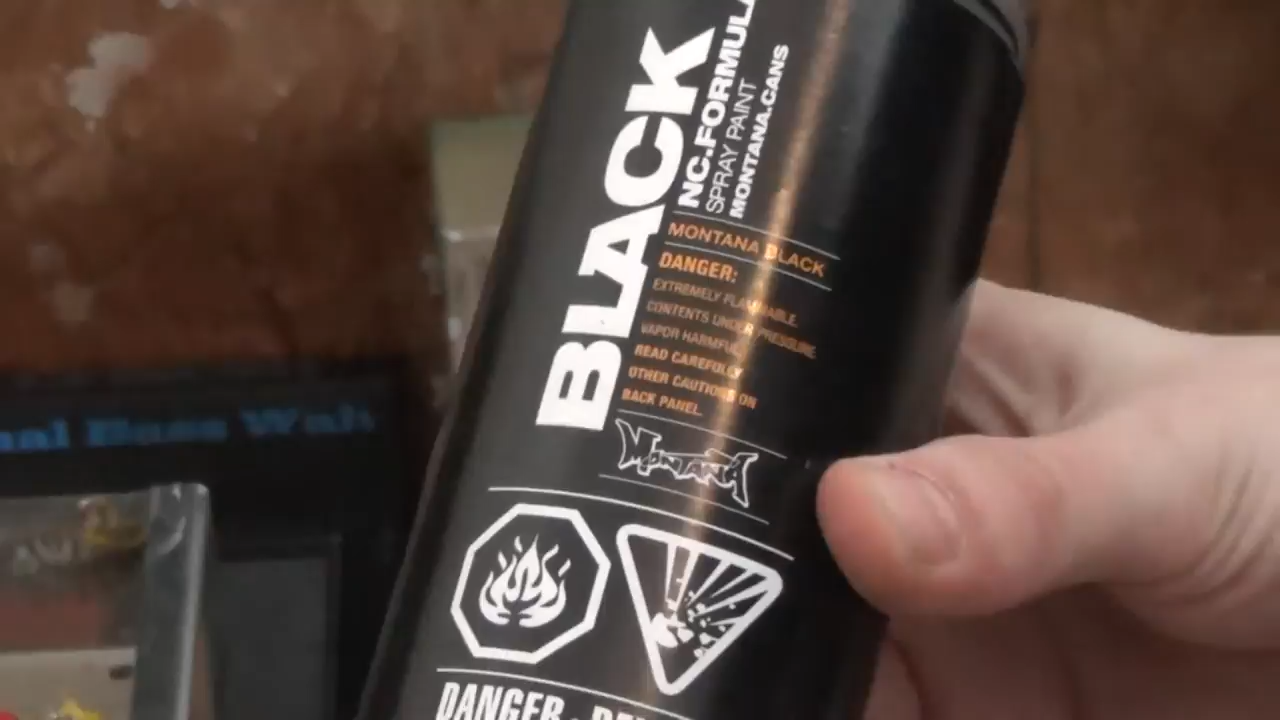 BLACK
NC.FORMULA
SPRAY PAINT
MONTANA.CANS
MONTANA BLACK
DANGER:
EXTREMELY FLAMMABLE.
CONTENTS UNDER PRESSURE.
VAPOR HARMFUL.
READ CAREFULLY
OTHER CAUTIONS ON
BACK PANEL.
MONTANA
DANGER